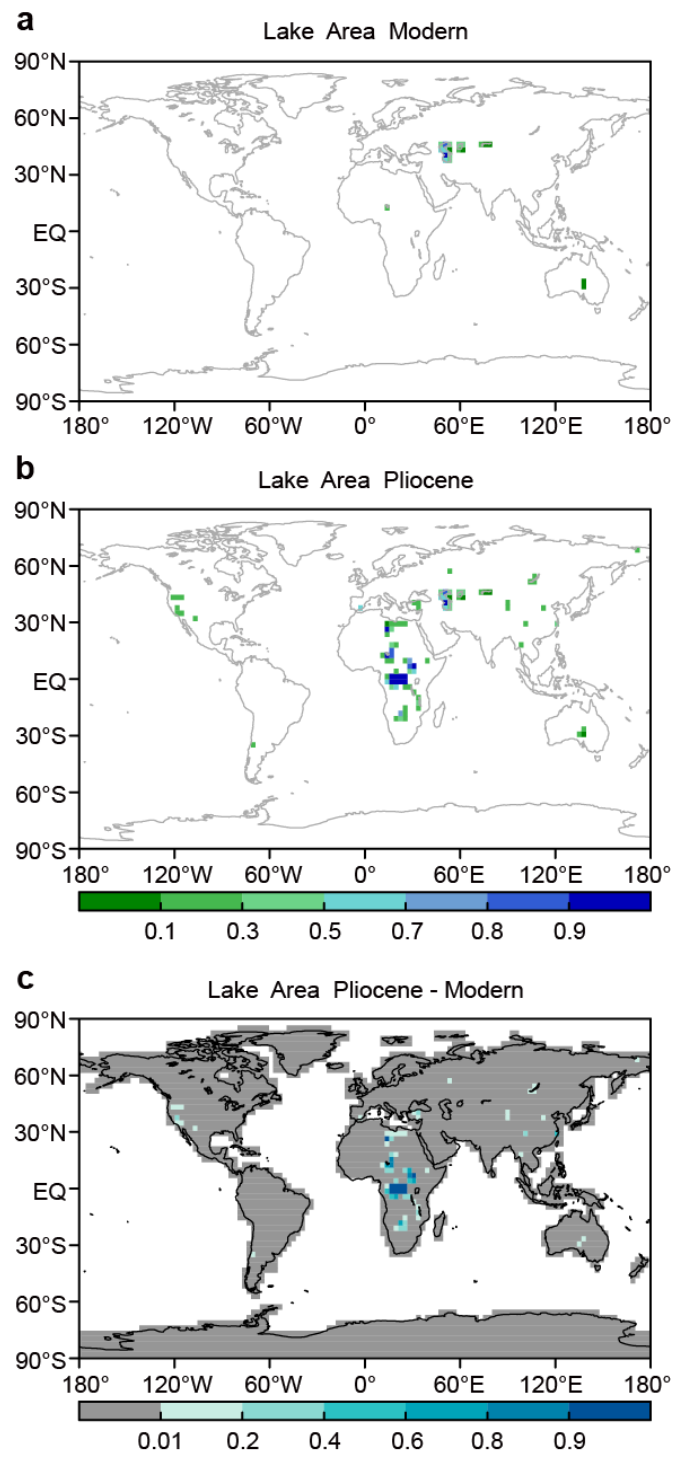 a
Lake Area Modern
90°N
60°N
30°N
EQ
30°S
60°S
90°S
180° 120°W 60°W 0° 60°E 120°E 180°
b
Lake Area Pliocene
90°N
60°N
30°N
EQ
30°S
60°S
90°S
180° 120°W 60°W 0° 60°E 120°E 180°
0.1 0.3 0.5 0.7 0.8 0.9
c
Lake Area Pliocene - Modern
90°N
60°N
30°N
EQ
30°S
60°S
90°S
180° 120°W 60°W 0° 60°E 120°E 180°
0.01 0.2 0.4 0.6 0.8 0.9